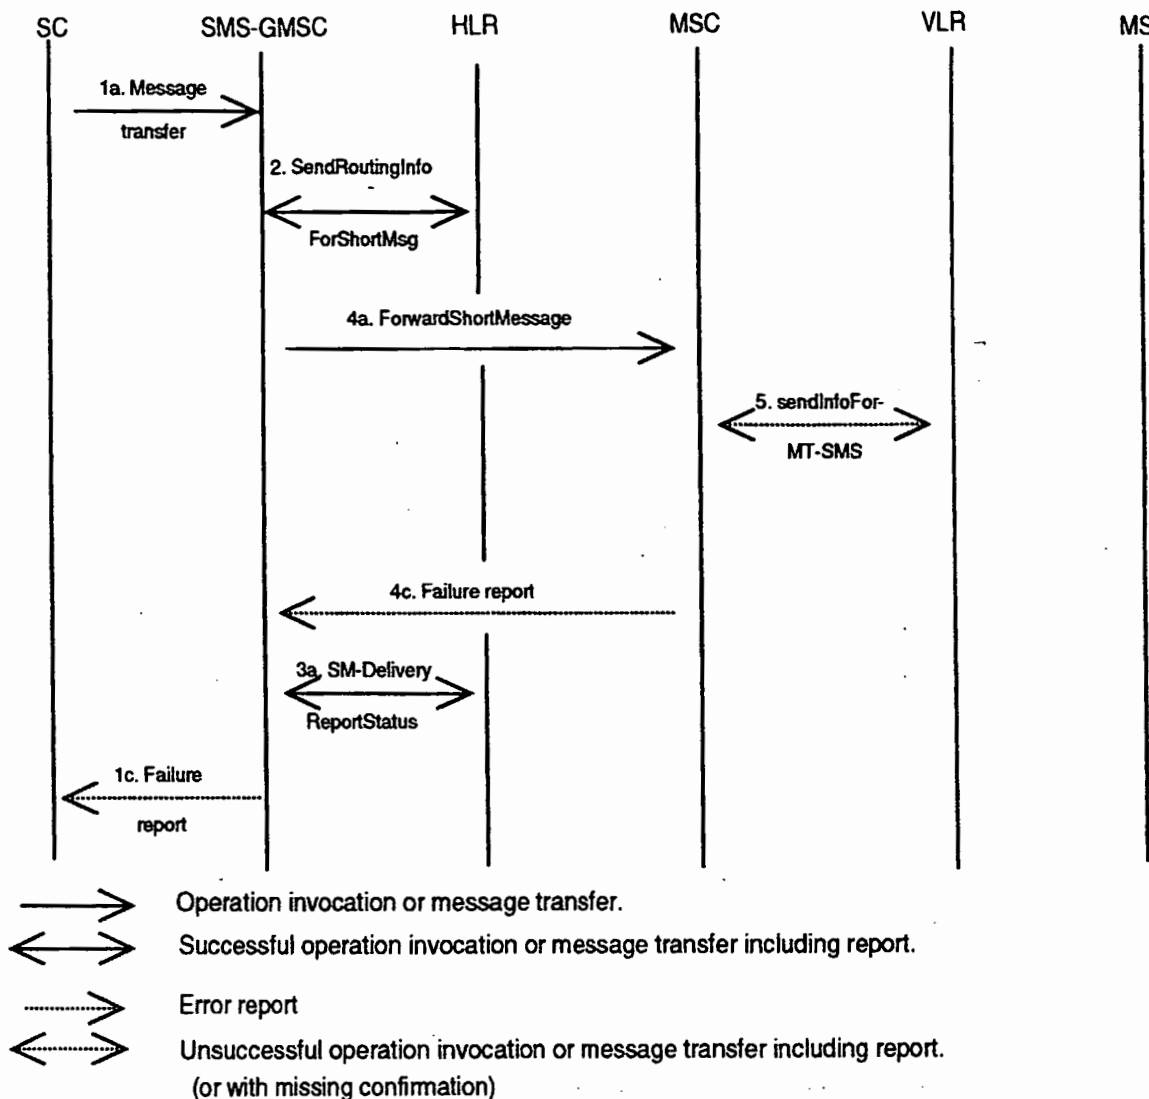 SC SMS-GMSC HLR MSC VLR MS
1a. Message
transfer
2. SendRoutingInfo
ForShortMsg
4a. ForwardShortMessage
5. sendInfoFor-
MT-SMS
4c. Failure report
3a. SM-Delivery
ReportStatus
1c. Failure
report
Operation invocation or message transfer.
Successful operation invocation or message transfer including report.
Error report
Unsuccessful operation invocation or message transfer including report.
(or with missing confirmation)